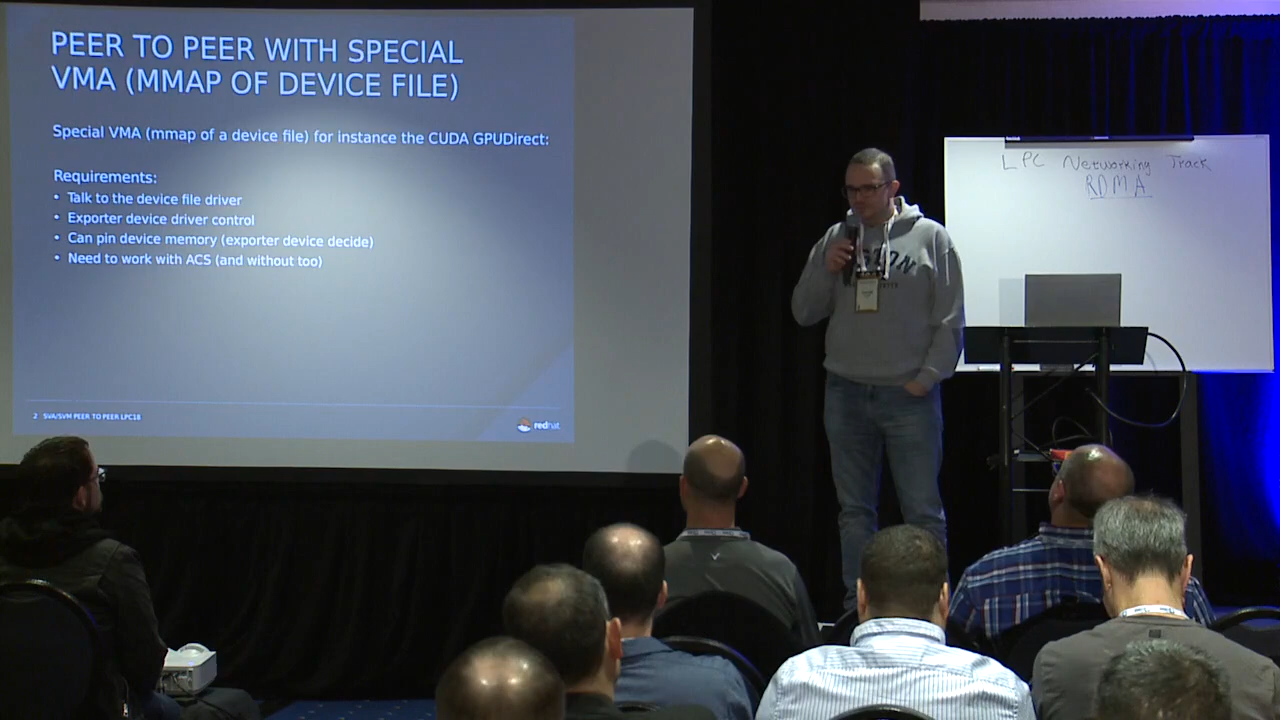 PEER TO PEER WITH SPECIAL
VMA (MMAP OF DEVICE FILE)
Special VMA (mmap of a device file) for instance the CUDA GPUDirect:
Requirements:
• Talk to the device file driver
• Exporter device driver control
• Can pin device memory (exporter device decide)
• Need to work with ACS (and without too)
2 SVA/SVM PEER TO PEER LPC18
redhat
LPC Networking Track
RDMA